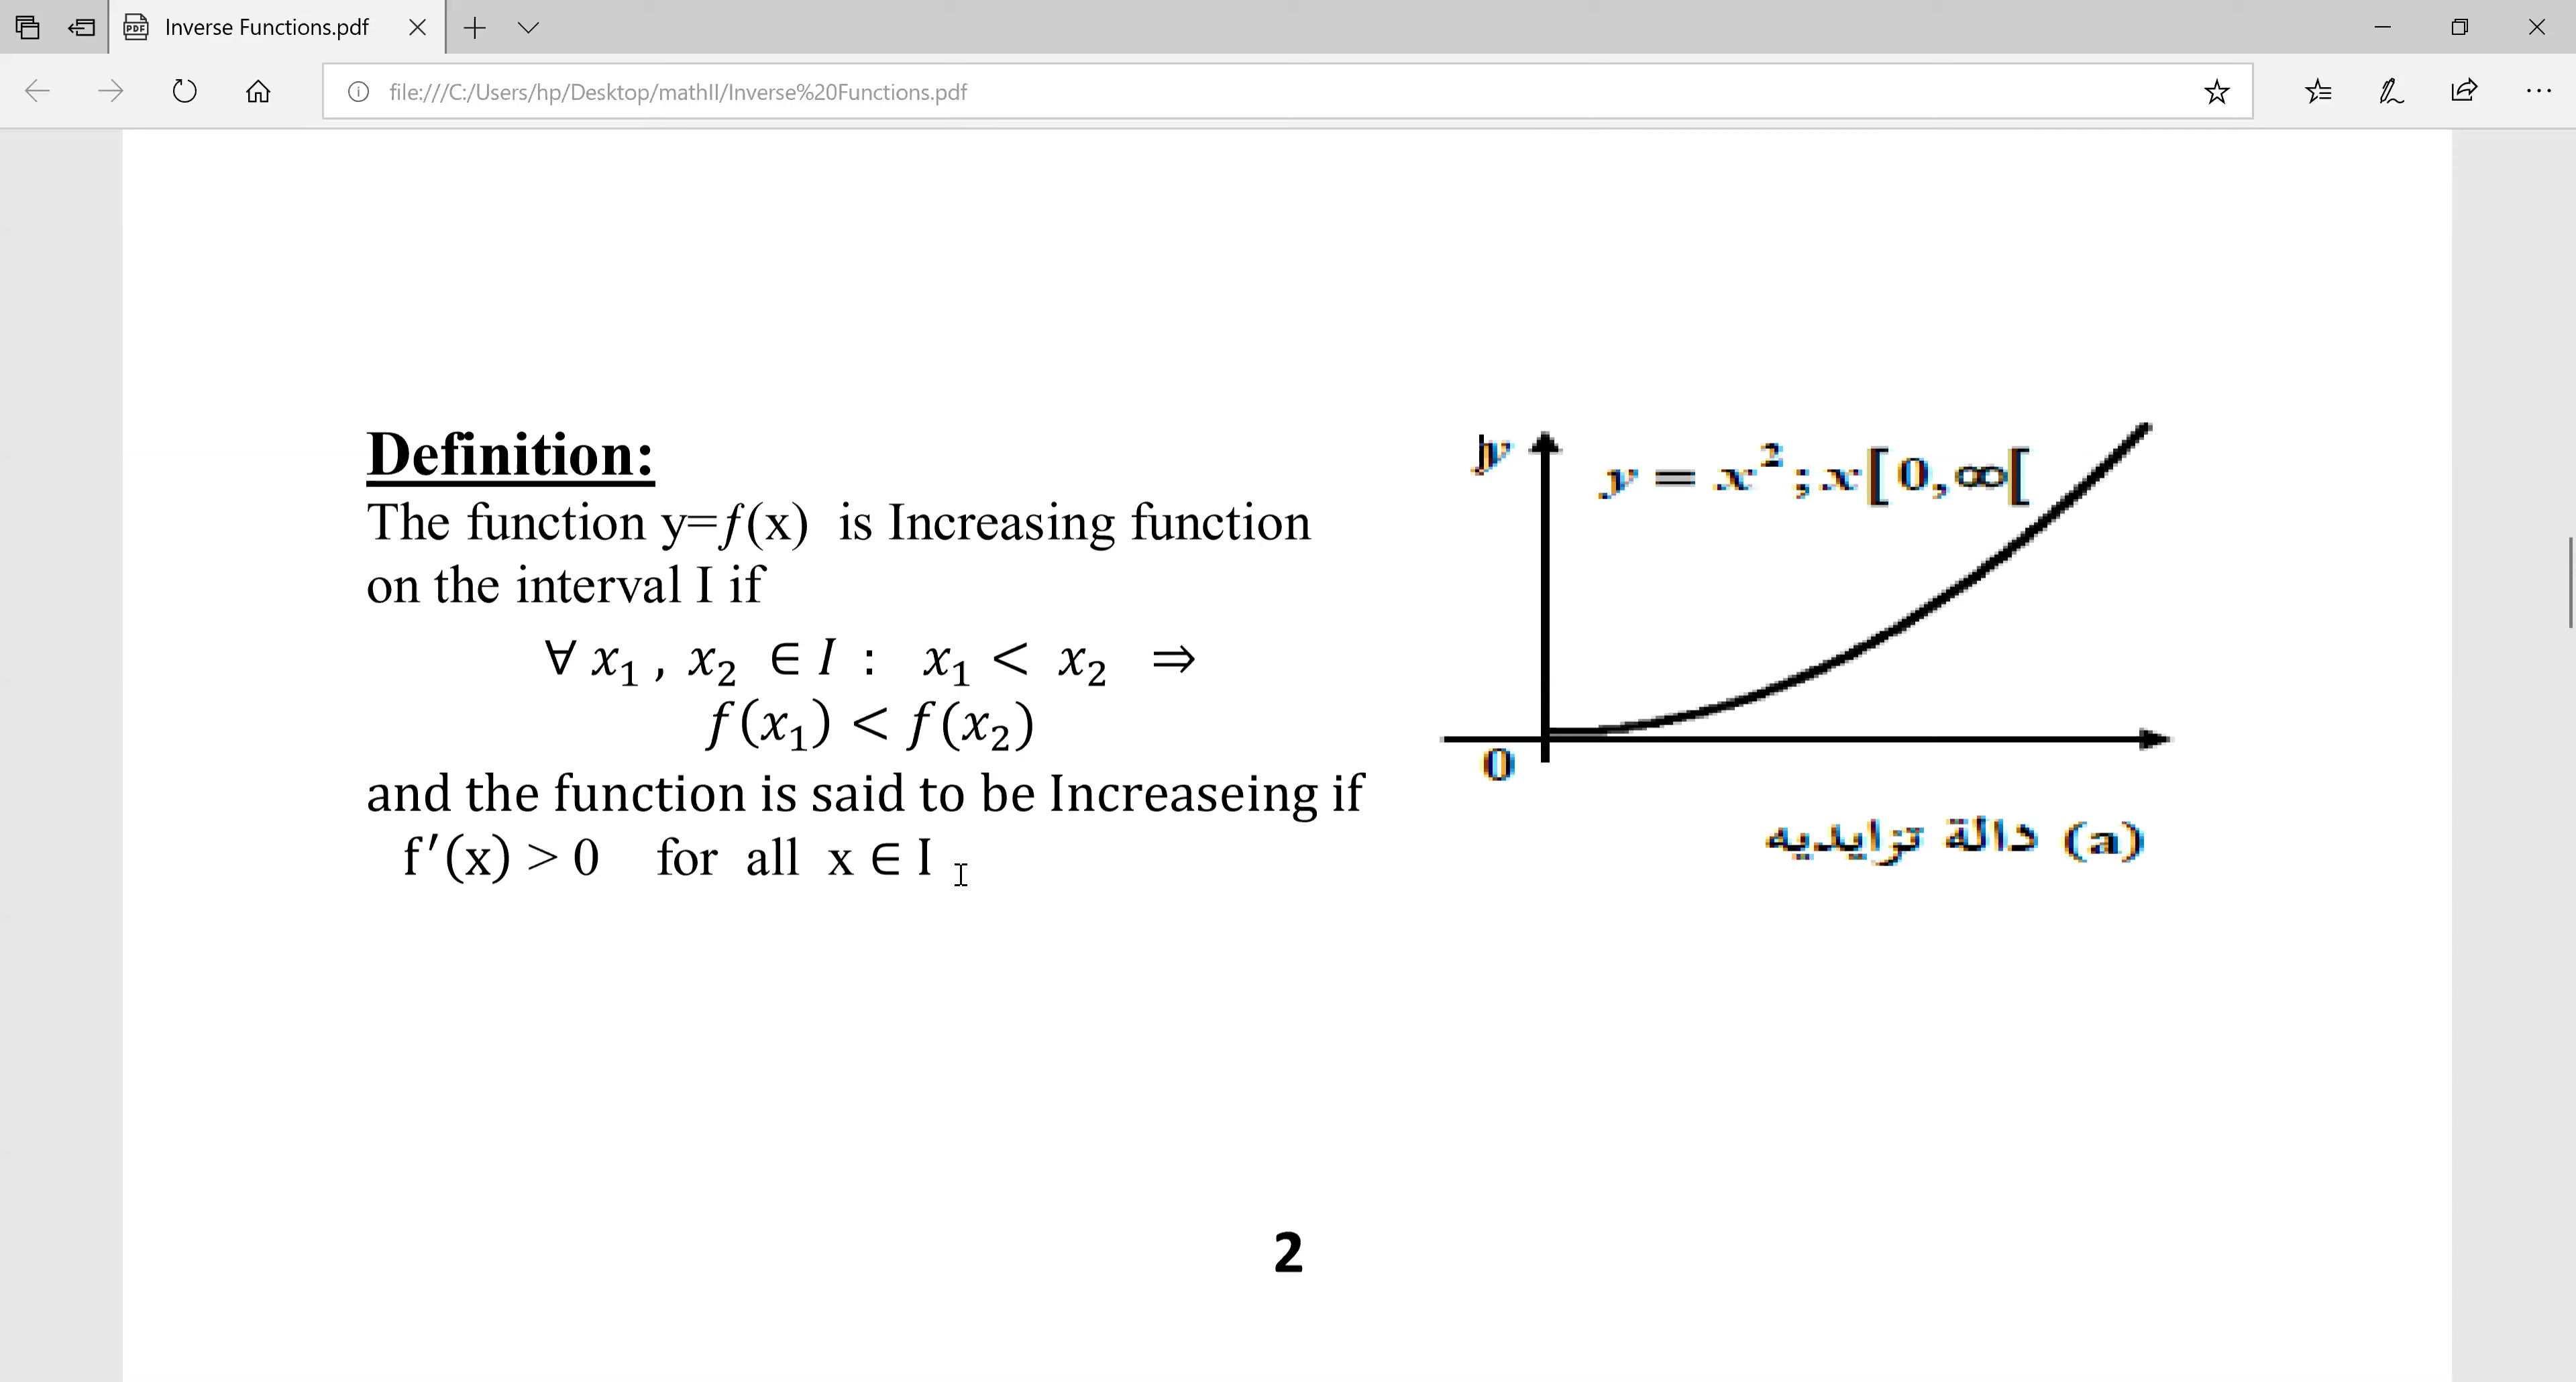 Inverse Functions.pdf
file:///C:/Users/hp/Desktop/mathII/Inverse%20Functions.pdf
Definition:
The function y=f(x) is Increasing function
on the interval I if
∀ x₁ , x₂ ∈ I : x₁ < x₂ ⇒
f(x₁) < f(x₂)
and the function is said to be Increaseing if
f′(x) > 0 for all x ∈ I
y
y = x²; x[0,∞[
0
(a) دالة تزايديه
2